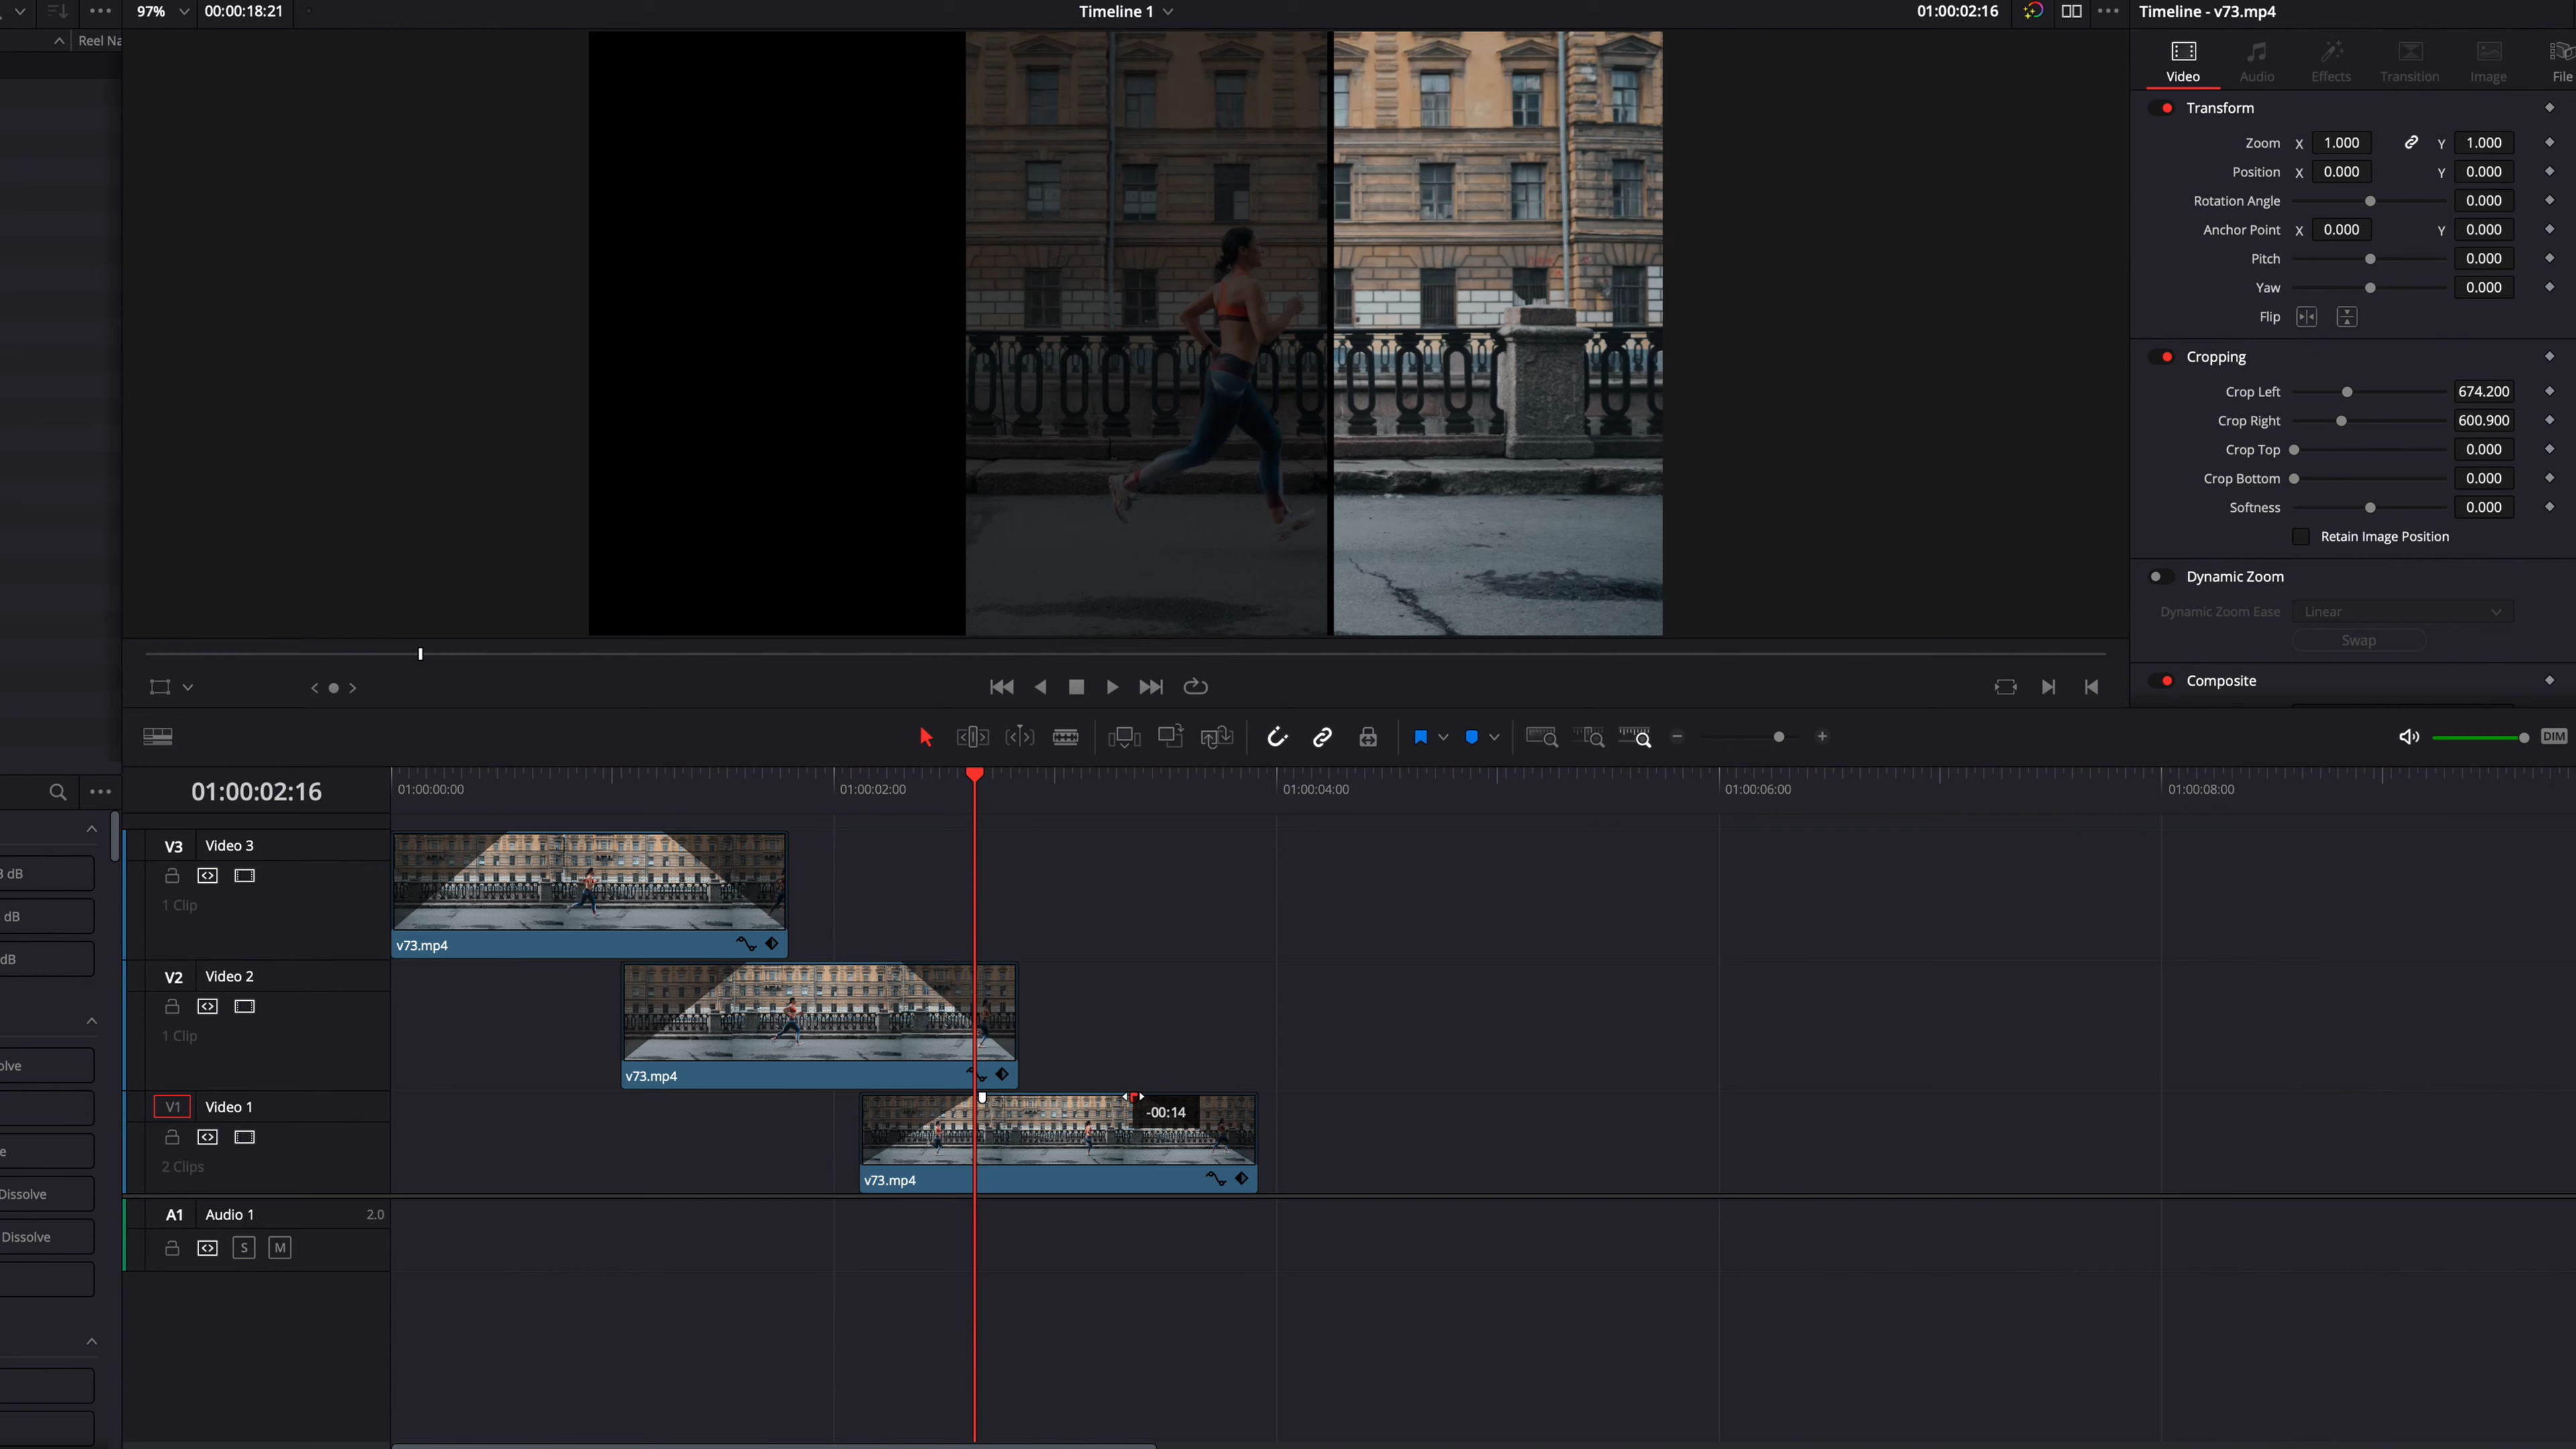 97%
00:00:18:21
Timeline 1
01:00:02:16
Timeline - v73.mp4
Reel Na
Video
Audio
Effects
Transition
Image
File
Transform
Zoom X 1.000 Y 1.000
Position X 0.000 Y 0.000
Rotation Angle 0.000
Anchor Point X 0.000 Y 0.000
Pitch 0.000
Yaw 0.000
Flip
Cropping
Crop Left 674.200
Crop Right 600.900
Crop Top 0.000
Crop Bottom 0.000
Softness 0.000
Retain Image Position
Dynamic Zoom
Dynamic Zoom Ease Linear
Swap
Composite
DIM
01:00:02:16
01:00:00:00
01:00:02:00
01:00:04:00
01:00:06:00
01:00:08:00
V3 Video 3
1 Clip
v73.mp4
V2 Video 2
1 Clip
v73.mp4
V1 Video 1
2 Clips
-00:14
v73.mp4
A1 Audio 1 2.0
S M
3 dB
dB
dB
olve
e
Dissolve
Dissolve